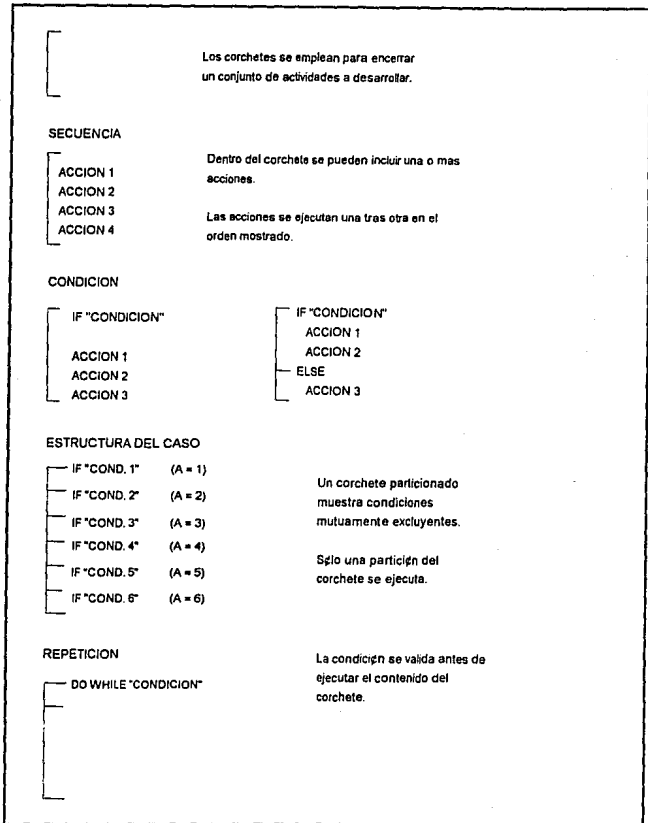 Los corchetes se emplean para encerrar
un conjunto de actividades a desarrollar.
SECUENCIA
ACCION 1
ACCION 2
ACCION 3
ACCION 4
Dentro del corchete se pueden incluir una o mas
acciones.
Las acciones se ejecutan una tras otra en el
orden mostrado.
CONDICION
IF "CONDICION"
ACCION 1
ACCION 2
ACCION 3
IF "CONDICION"
ACCION 1
ACCION 2
ELSE
ACCION 3
ESTRUCTURA DEL CASO
IF "COND. 1" (A = 1)
IF "COND. 2" (A = 2)
IF "COND. 3" (A = 3)
IF "COND. 4" (A = 4)
IF "COND. 5" (A = 5)
IF "COND. 6" (A = 6)
Un corchete particionado
muestra condiciones
mutuamente excluyentes.
Sólo una partición del
corchete se ejecuta.
REPETICION
DO WHILE "CONDICION"
La condición se valida antes de
ejecutar el contenido del
corchete.